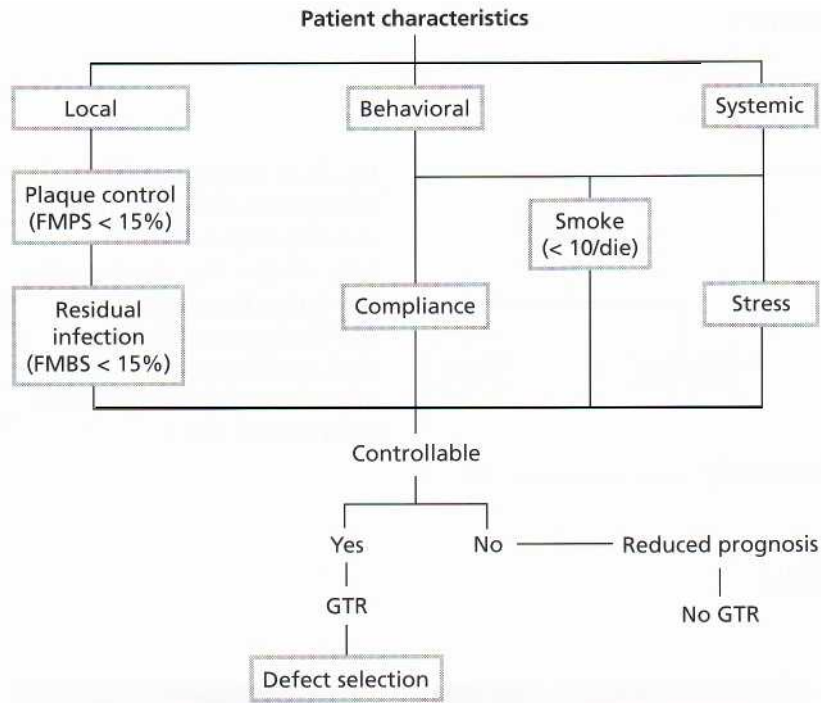 Patient characteristics
Local
Behavioral
Systemic
Plaque control
(FMPS < 15%)
Smoke
(< 10/die)
Residual
infection
(FMBS < 15%)
Compliance
Stress
Controllable
Yes
No
Reduced prognosis
GTR
No GTR
Defect selection